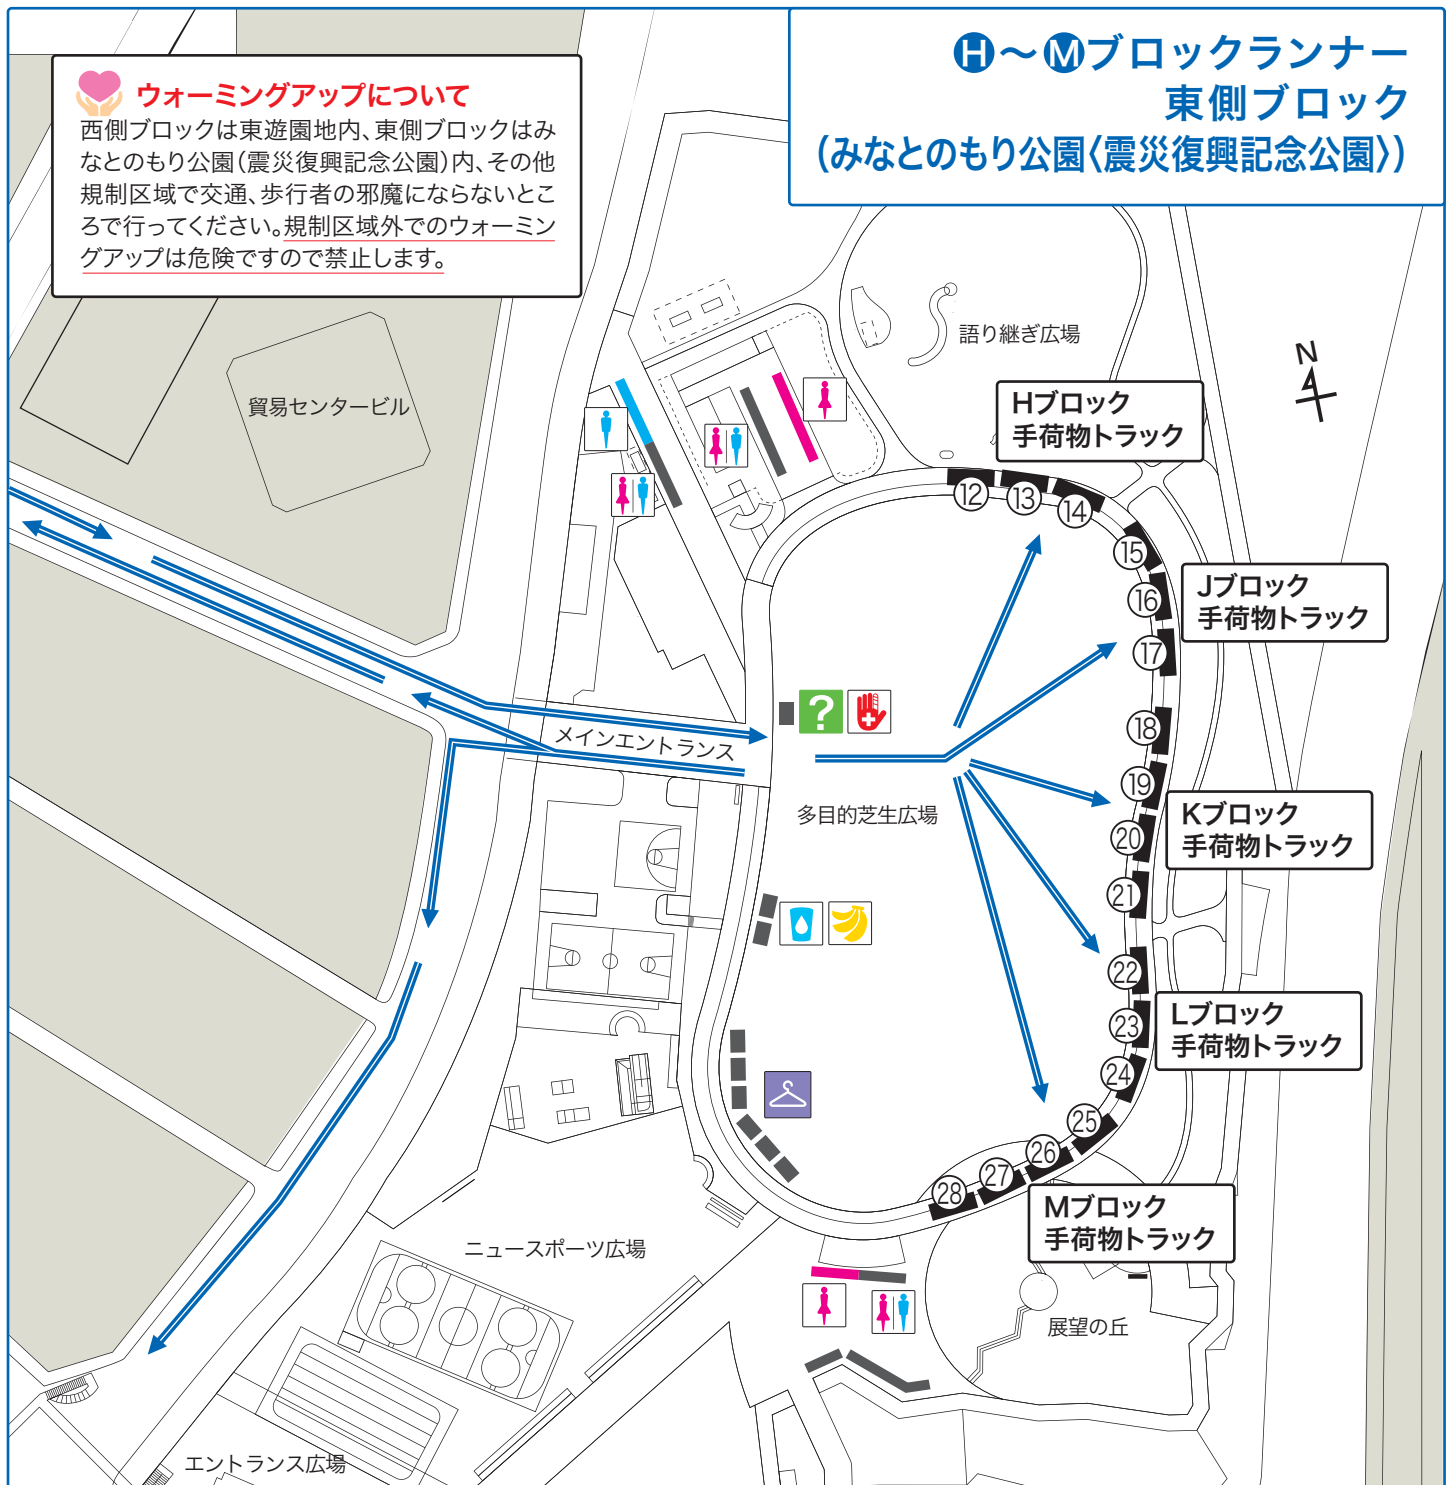 ウォーミングアップについて
西側ブロックは東遊園地内、東側ブロックはみ
なとのもり公園(震災復興記念公園)内、その他
規制区域で交通、歩行者の邪魔にならないとこ
ろで行ってください。規制区域外でのウォーミン
グアップは危険ですので禁止します。
H～Mブロックランナー
東側ブロック
(みなとのもり公園〈震災復興記念公園〉)
語り継ぎ広場
N
貿易センタービル
Hブロック
手荷物トラック
⑫
⑬
⑭
⑮
Jブロック
手荷物トラック
⑯
⑰
?
メインエントランス
⑱
⑲
多目的芝生広場
Kブロック
手荷物トラック
⑳
㉑
㉒
Lブロック
手荷物トラック
㉓
㉔
㉕
㉖
㉗
㉘
Mブロック
手荷物トラック
ニュースポーツ広場
展望の丘
エントランス広場